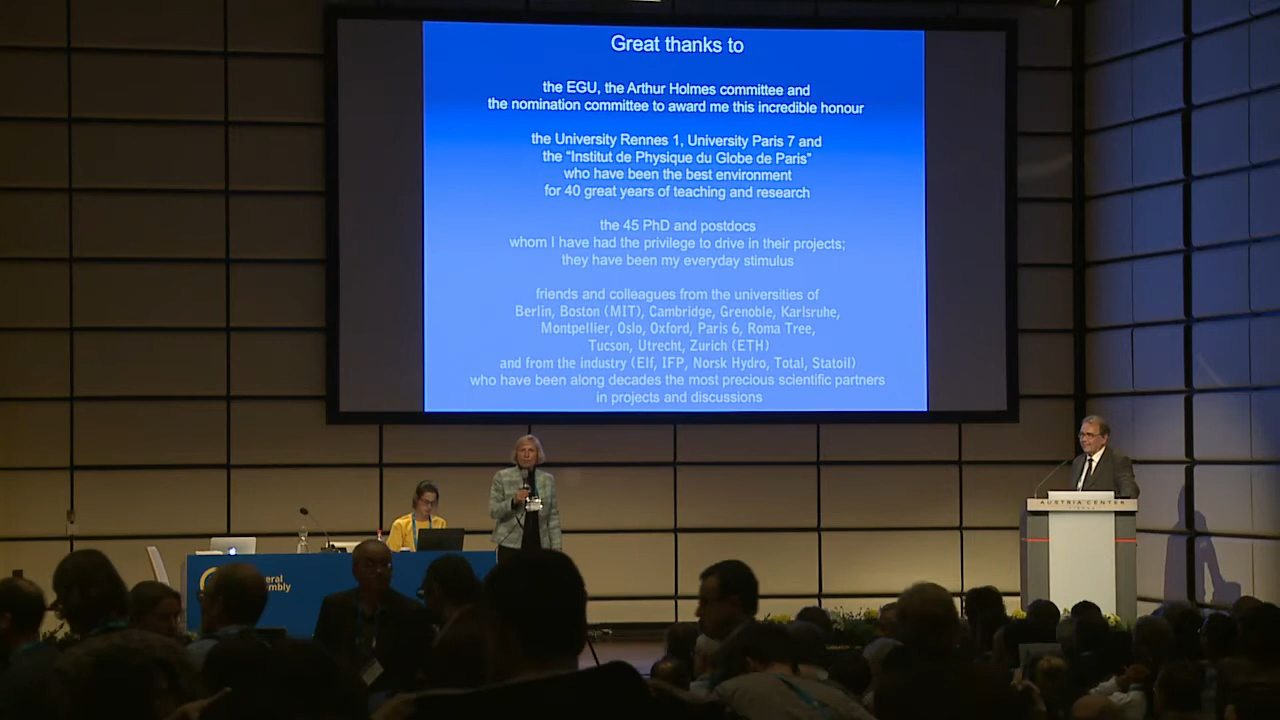 Great thanks to
the EGU, the Arthur Holmes committee and
the nomination committee to award me this incredible honour
the University Rennes 1, University Paris 7 and
the “Institut de Physique du Globe de Paris”
who have been the best environment
for 40 great years of teaching and research
the 45 PhD and postdocs
whom I have had the privilege to drive in their projects;
they have been my everyday stimulus
friends and colleagues from the universities of
Berlin, Boston (MIT), Cambridge, Grenoble, Karlsruhe,
Montpellier, Oslo, Oxford, Paris 6, Roma Tree,
Tucson, Utrecht, Zurich (ETH)
and from the industry (Elf, IFP, Norsk Hydro, Total, Statoil)
who have been along decades the most precious scientific partners
in projects and discussions
AUSTRIA CENTER